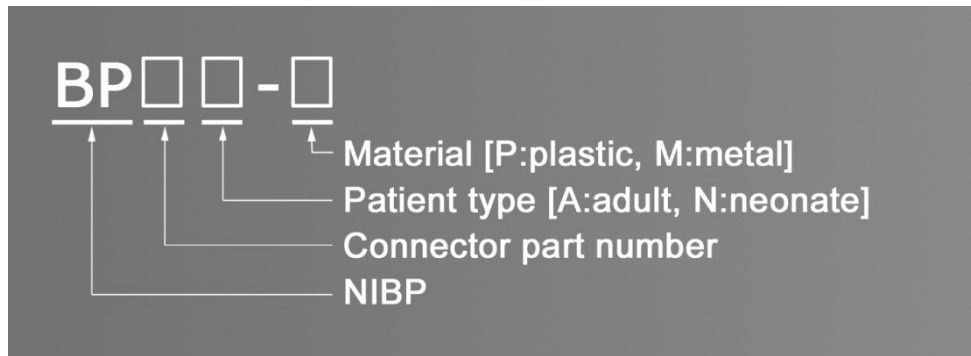 BP□□-□
Material [P:plastic, M:metal]
Patient type [A:adult, N:neonate]
Connector part number
NIBP